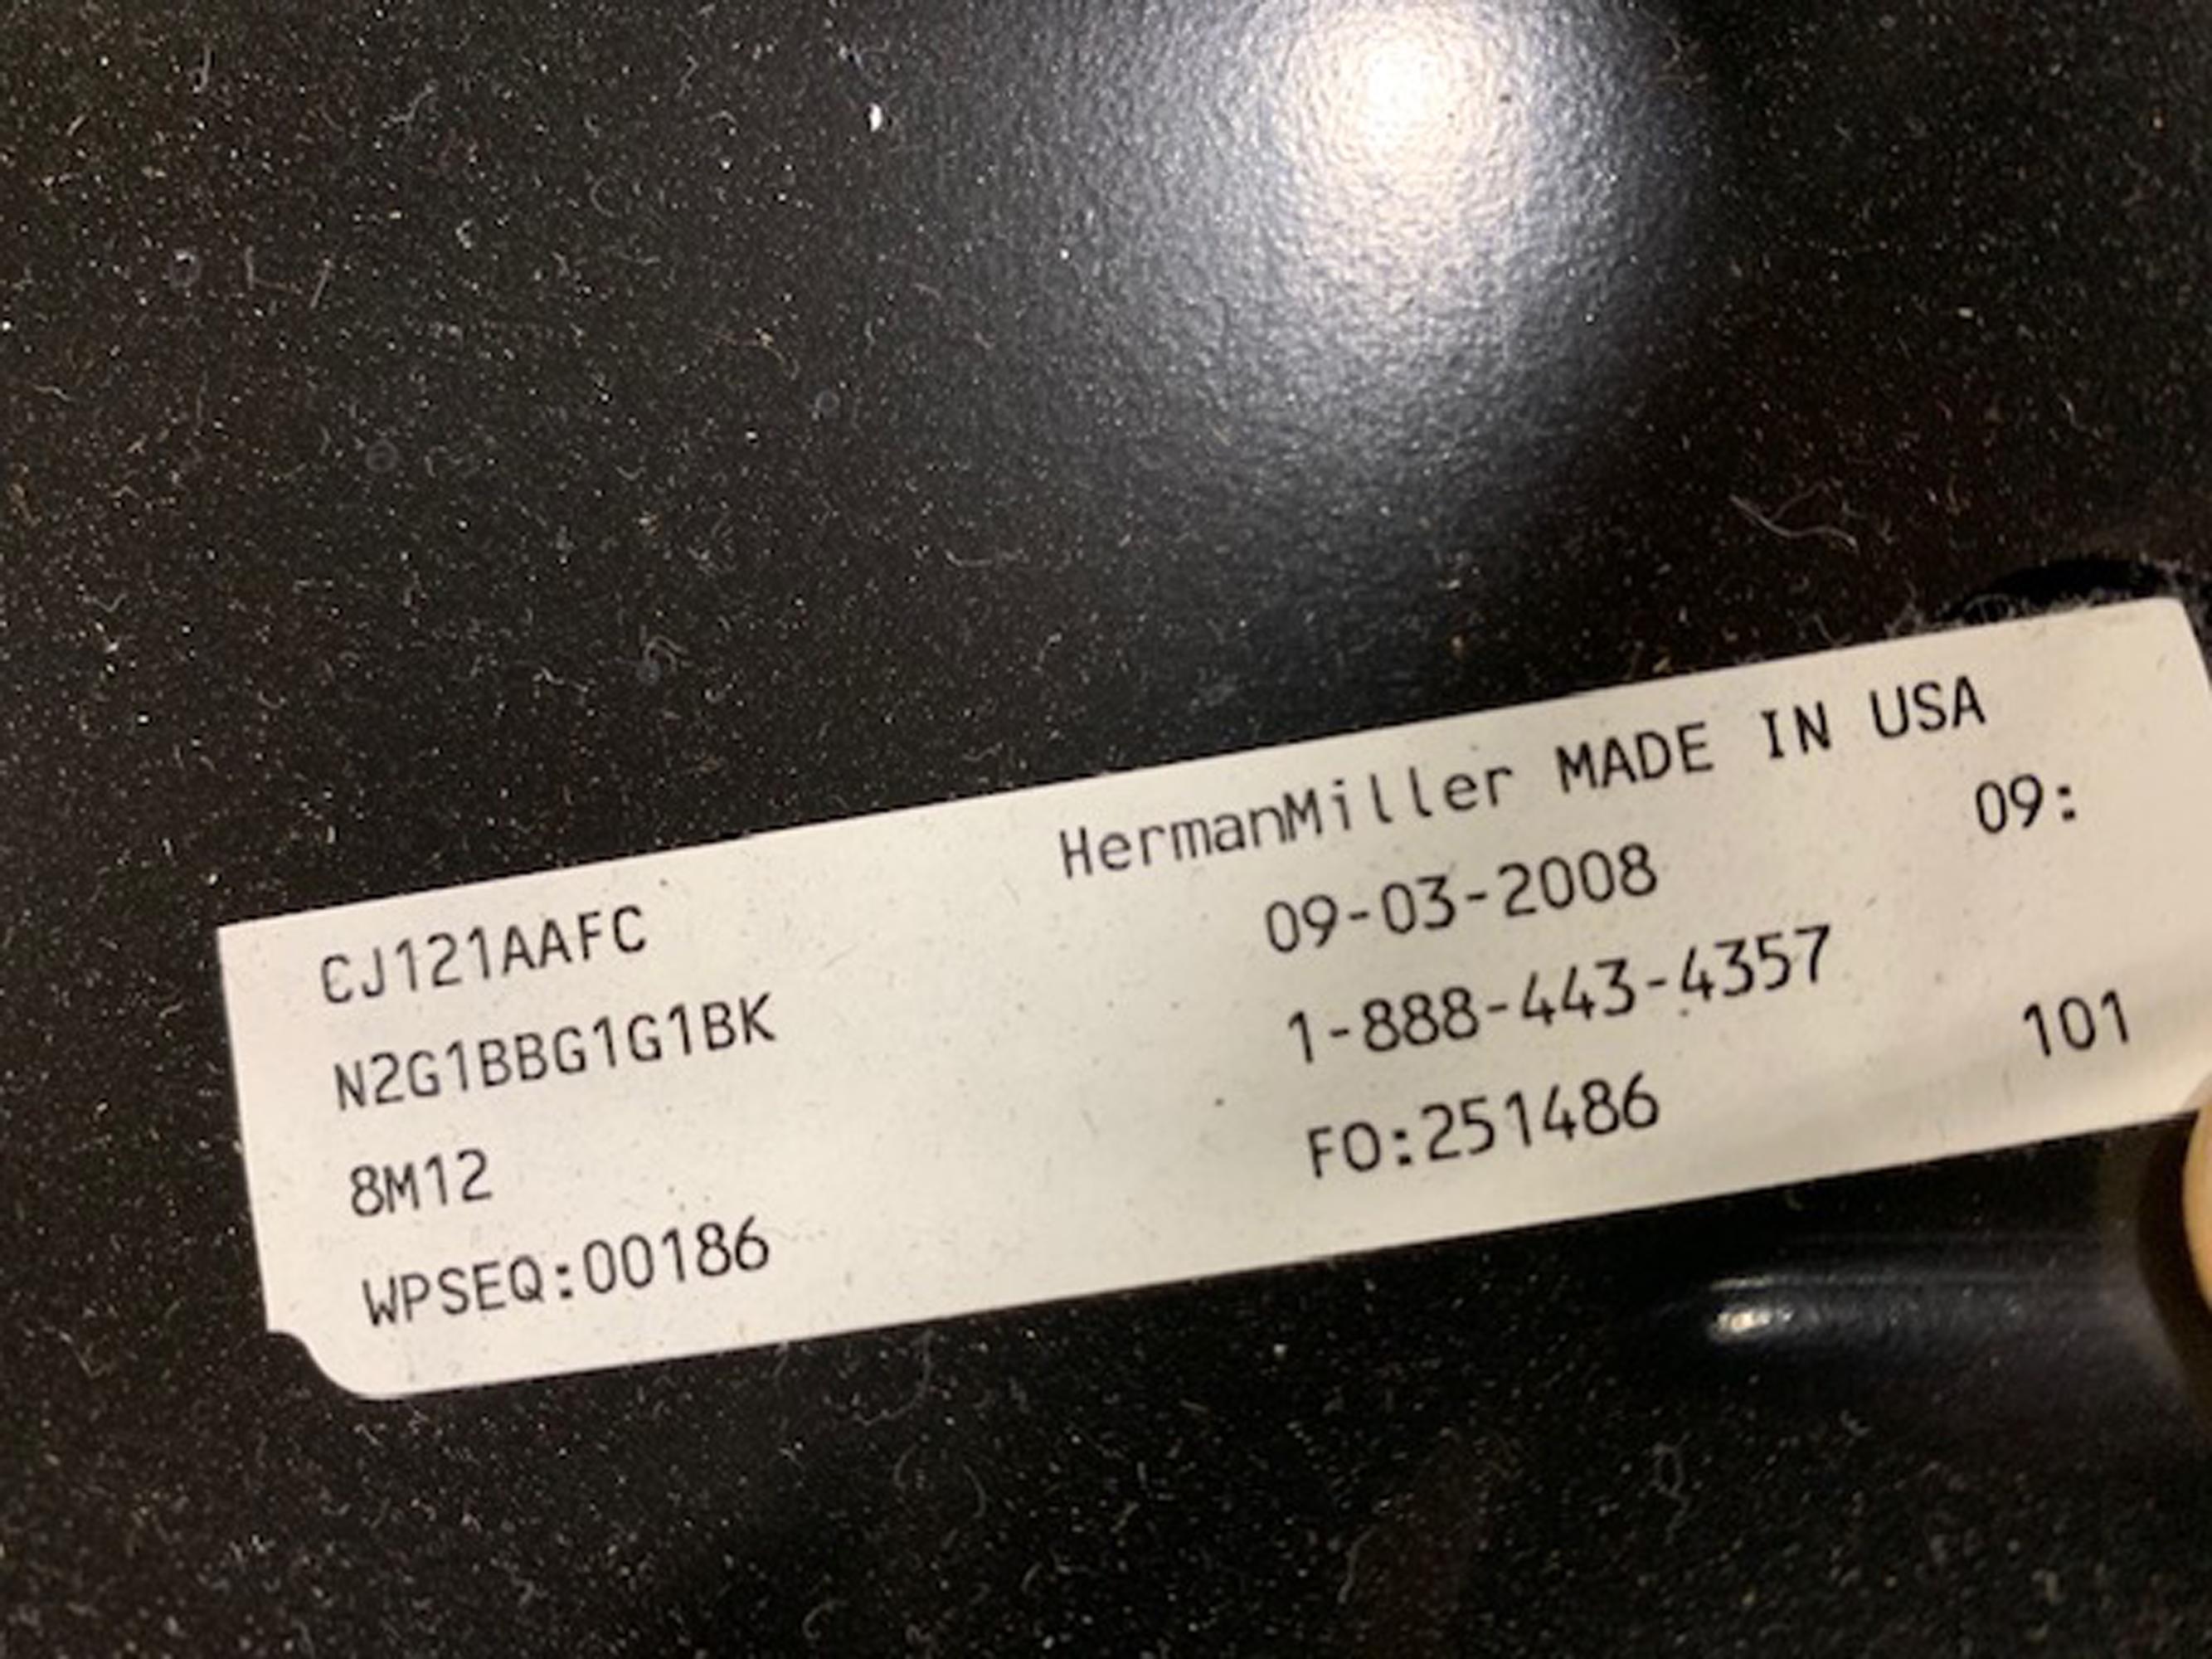 HermanMiller MADE IN USA
CJ121AAFC 09-03-2008 09:
N2G1BBG1G1BK 1-888-443-4357
8M12 FO:251486 101
WPSEQ:00186